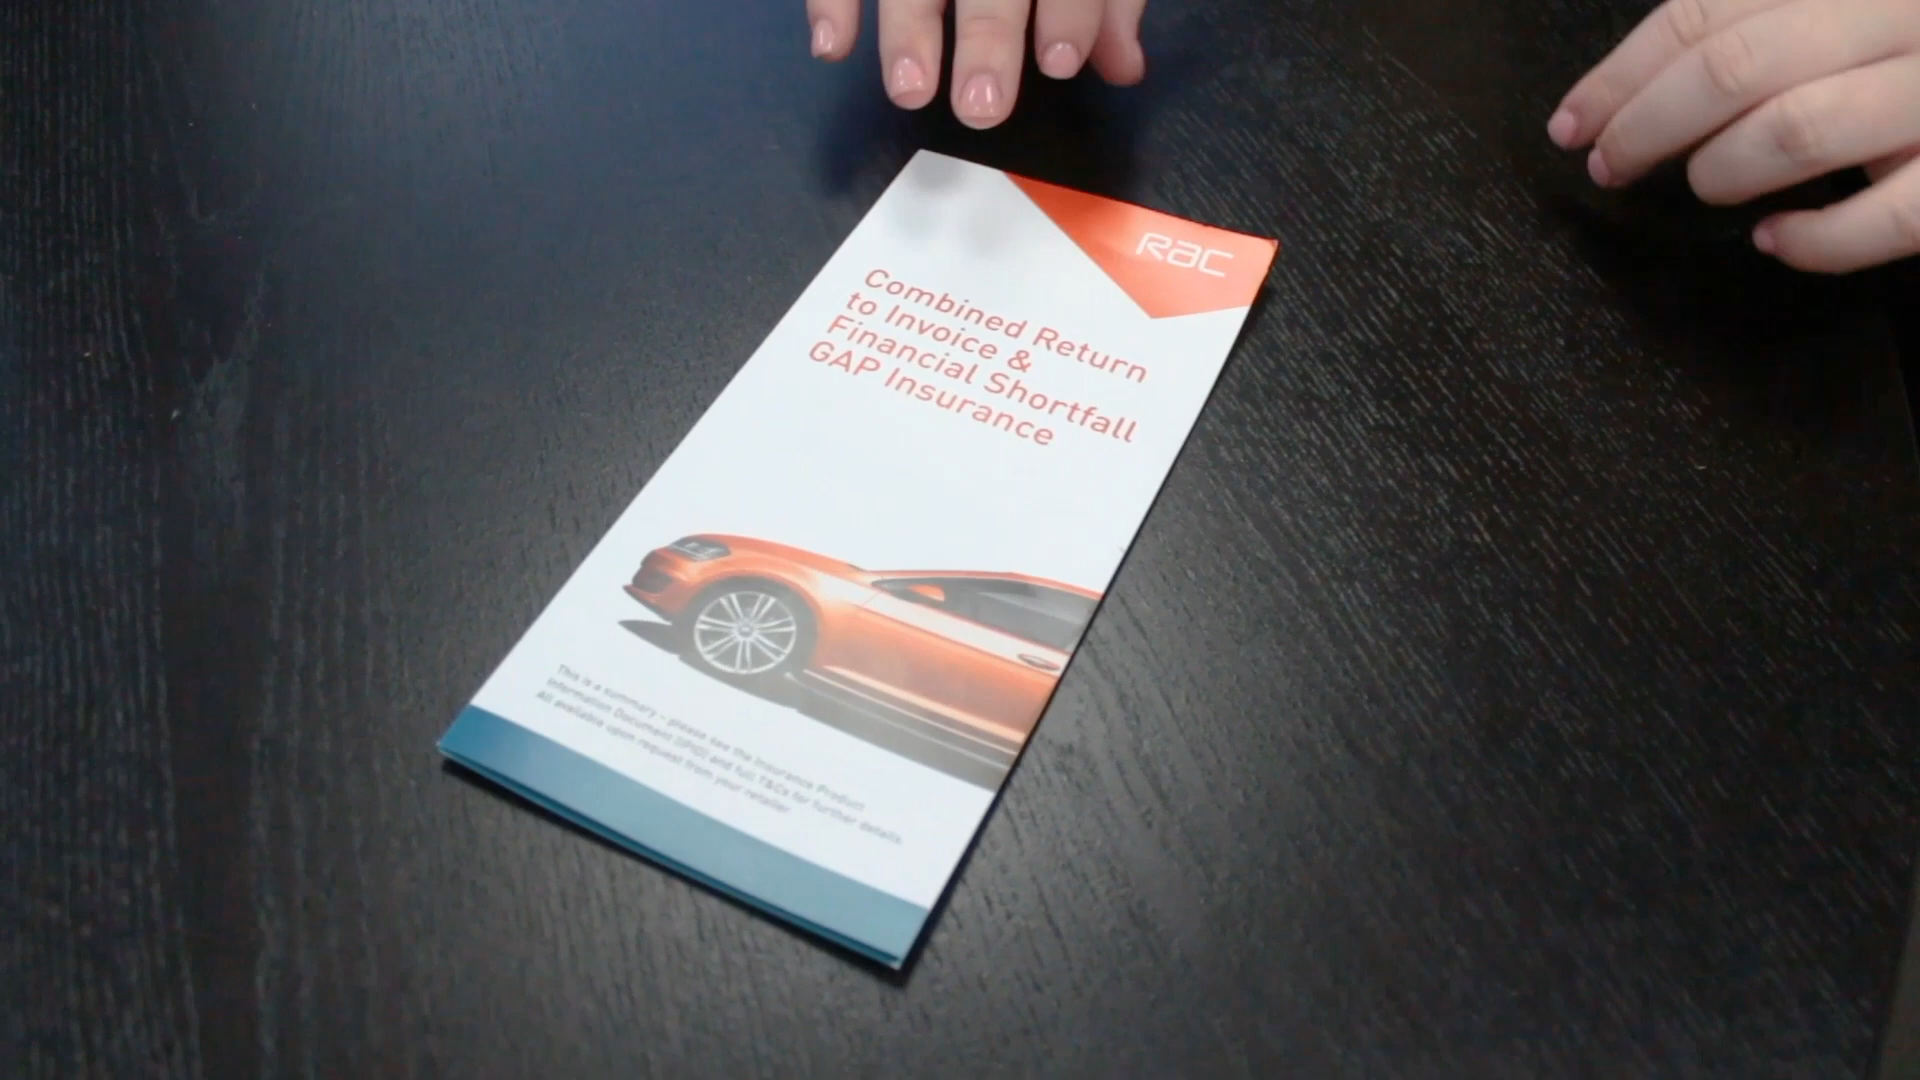 RAC
Combined Return
to Invoice &
Financial Shortfall
GAP Insurance
This is a summary - please see the Insurance Product
Information Document (IPID) and full T&Cs for further details.
All available upon request from your retailer